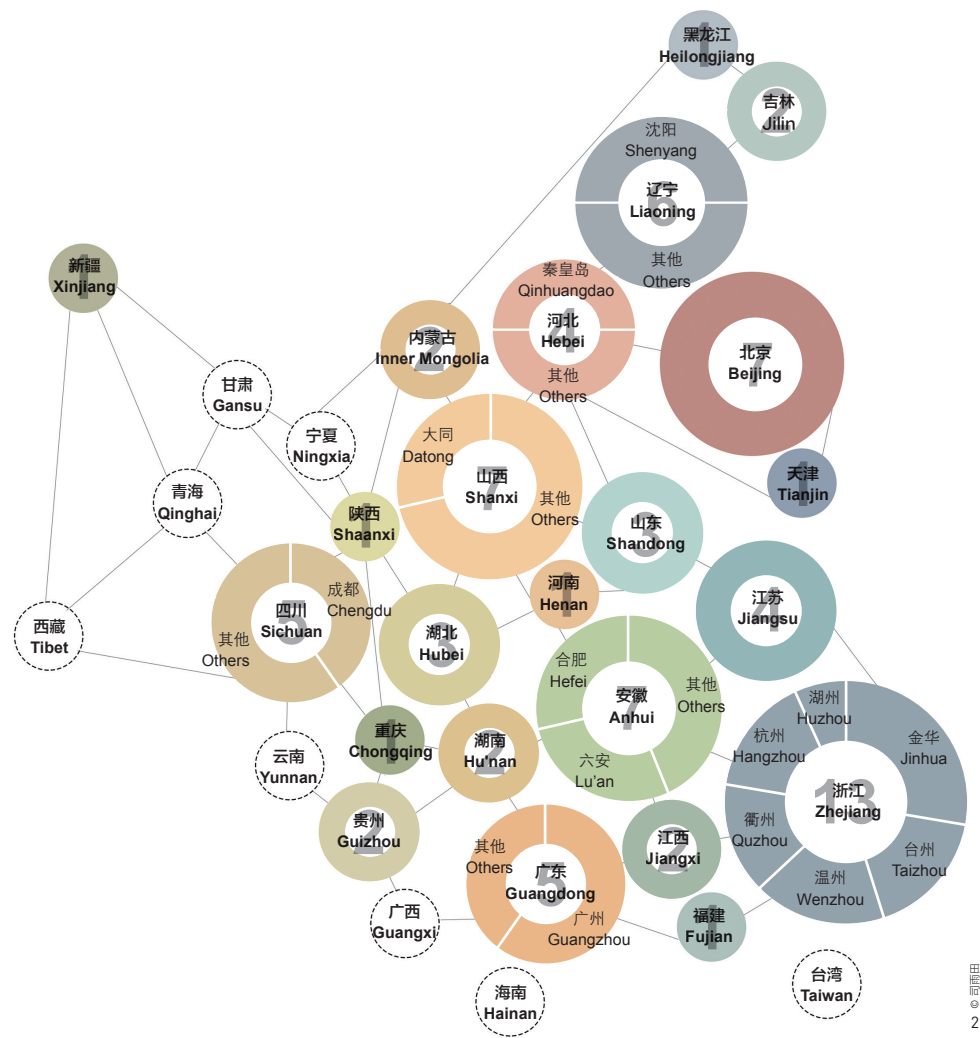 黑龙江
1
Heilongjiang
吉林
2
Jilin
沈阳
Shenyang
辽宁
6
Liaoning
其他
Others
新疆
1
Xinjiang
秦皇岛
Qinhuangdao
河北
4
Hebei
其他
Others
内蒙古
2
Inner Mongolia
北京
7
Beijing
甘肃
Gansu
宁夏
Ningxia
大同
Datong
山西
7
Shanxi
其他
Others
天津
1
Tianjin
青海
Qinghai
陕西
1
Shaanxi
山东
3
Shandong
河南
1
Henan
江苏
4
Jiangsu
西藏
Tibet
成都
Chengdu
四川
5
Sichuan
其他
Others
湖北
3
Hubei
合肥
Hefei
安徽
7
Anhui
其他
Others
六安
Lu'an
湖州
Huzhou
杭州
Hangzhou
金华
Jinhua
浙江
13
Zhejiang
衢州
Quzhou
台州
Taizhou
温州
Wenzhou
云南
Yunnan
重庆
1
Chongqing
湖南
2
Hu'nan
贵州
2
Guizhou
江西
2
Jiangxi
其他
Others
广东
5
Guangdong
广州
Guangzhou
广西
Guangxi
福建
1
Fujian
海南
Hainan
台湾
Taiwan
© 司雨田
2